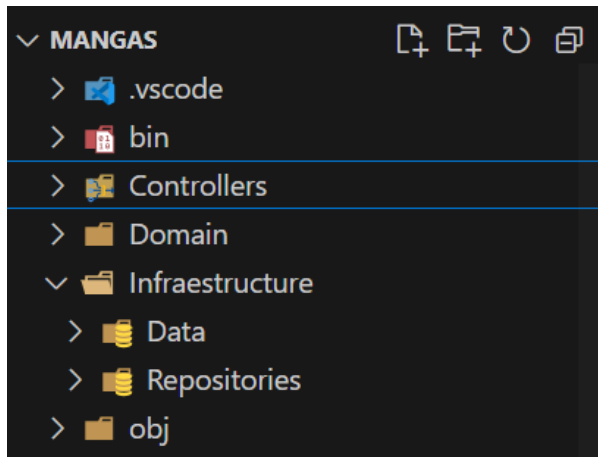 MANGAS
.vscode
bin
Controllers
Domain
Infraestructure
Data
Repositories
obj